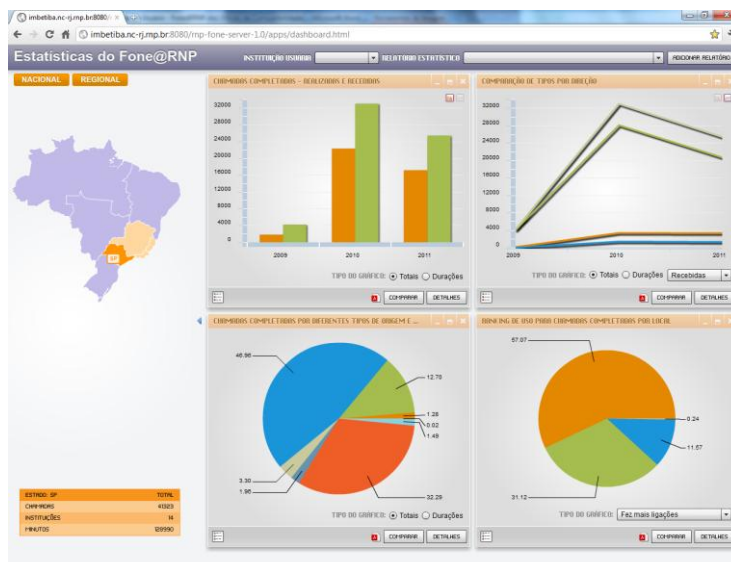 imbetiba.nc-rj.rnp.br:8080/
imbetiba.nc-rj.rnp.br:8080/rnp-fone-server-1.0/apps/dashboard.html
Estatísticas do Fone@RNP
INSTITUIÇÃO USUÁRIA
RELATÓRIO ESTATÍSTICO
ADICIONAR RELATÓRIO
NACIONAL
REGIONAL
SP
ESTADO: SP TOTAL
CHAMADAS 41323
INSTITUIÇÕES 14
MINUTOS 128990
CHAMADAS COMPLETADAS - REALIZADAS E RECEBIDAS
32000
28000
24000
20000
16000
12000
8000
4000
0
2009 2010 2011
TIPO DO GRÁFICO: Totais Durações
COMPARAR DETALHES
COMPARAÇÃO DE TIPOS POR DIREÇÃO
32000
28000
24000
20000
16000
12000
8000
4000
0
2009 2010 2011
TIPO DO GRÁFICO: Totais Durações Recebidas
COMPARAR DETALHES
CHAMADAS COMPLETADAS POR DIFERENTES TIPOS DE ORIGEM E ...
12.70
1.28
0.02
1.49
32.29
3.30
TIPO DO GRÁFICO: Totais Durações
COMPARAR DETALHES
RANKING DE USO PARA CHAMADAS COMPLETADAS POR LOCAL
57.07
0.24
11.57
31.12
TIPO DO GRÁFICO: Fez mais ligações
COMPARAR DETALHES